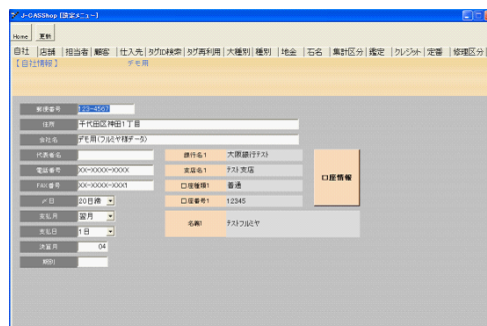 J-GASShop [設定メニュー]
Home 更新
自社 店舗 担当者 顧客 仕入先 タグID検索 タグ再利用 大種別 種別 地金 石名 集計区分 鑑定 クレジット 定番 修理区分
【自社情報】 デモ用
郵便番号 123-4567
住所 千代田区神田1丁目
会社名 デモ用(フルミヤ様データ)
代表者名 銀行名1 大阪銀行テスト
電話番号 XX-XXXX-XXXX 支店名1 テスト支店
FAX番号 XX-XXXX-XXX1 口座種類1 普通 口座情報
〆日 20日締 口座番号1 12345
支払月 翌月
名義1 テストフルミヤ
支払日 1日
決算月 04
期別